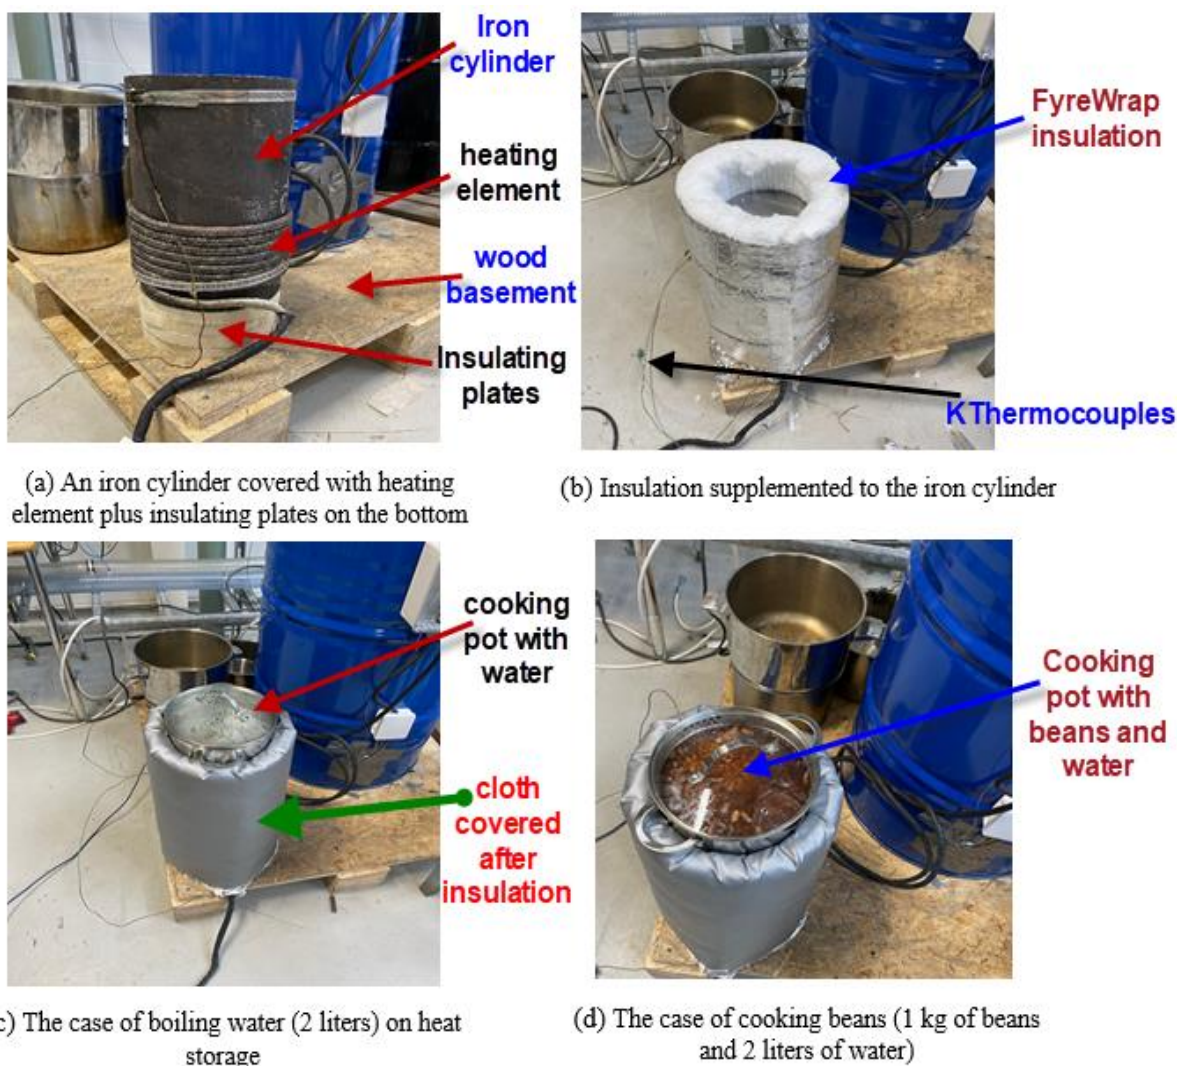 Iron
cylinder
heating
element
wood
basement
Insulating
plates
FyreWrap
insulation
KThermocouples
(a) An iron cylinder covered with heating
element plus insulating plates on the bottom
(b) Insulation supplemented to the iron cylinder
cooking
pot with
water
cloth
covered
after
insulation
Cooking
pot with
beans and
water
c) The case of boiling water (2 liters) on heat
storage
(d) The case of cooking beans (1 kg of beans
and 2 liters of water)